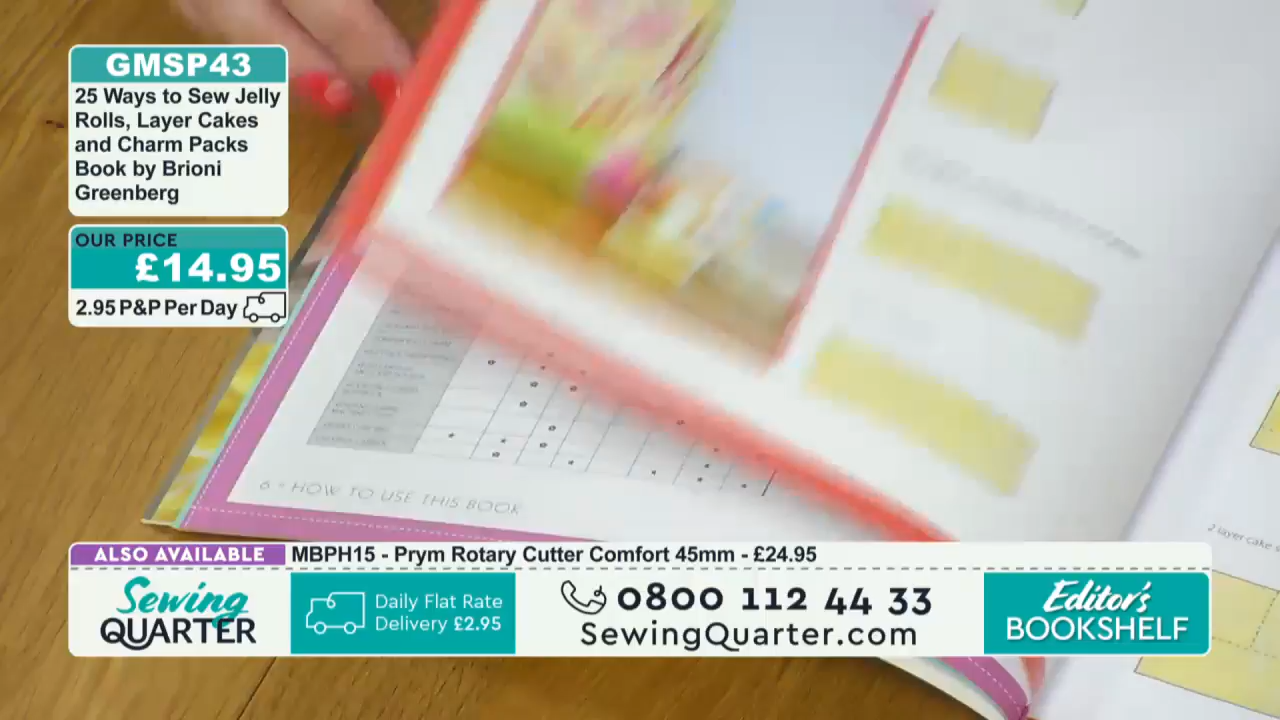 GMSP43
25 Ways to Sew Jelly
Rolls, Layer Cakes
and Charm Packs
Book by Brioni
Greenberg
OUR PRICE
£14.95
2.95 P&P Per Day
6 * HOW TO USE THIS BOOK
2 layer cake
ALSO AVAILABLE MBPH15 - Prym Rotary Cutter Comfort 45mm - £24.95
Sewing
QUARTER
Daily Flat Rate
Delivery £2.95
0800 112 44 33
SewingQuarter.com
Editor's
BOOKSHELF